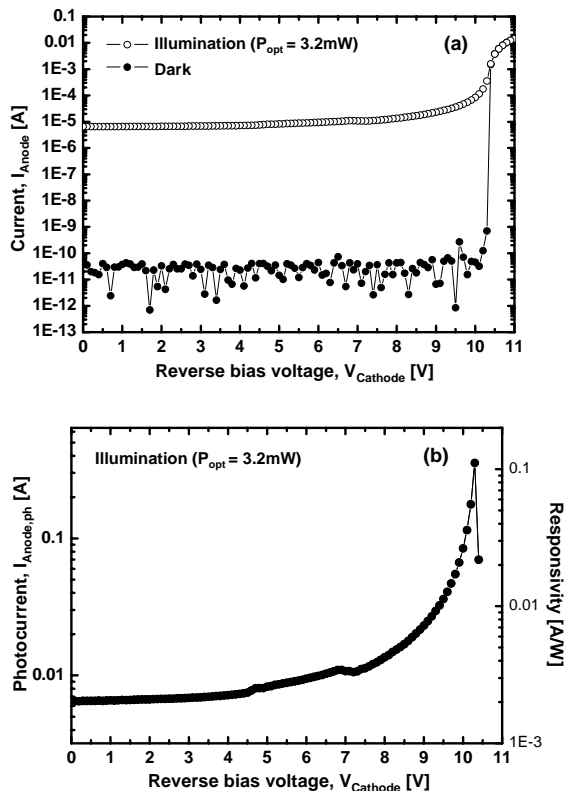 0.1
0.01
1E-3
1E-4
1E-5
1E-6
1E-7
1E-8
1E-9
1E-10
1E-11
1E-12
1E-13
Current, I_Anode [A]
Illumination (P_opt = 3.2mW)
Dark
(a)
0 1 2 3 4 5 6 7 8 9 10 11
Reverse bias voltage, V_Cathode [V]
Illumination (P_opt = 3.2mW)
(b)
Photocurrent, I_Anode,ph [A]
0.1
0.01
0.1
0.01
1E-3
Responsivity [A/W]
0 1 2 3 4 5 6 7 8 9 10
Reverse bias voltage, V_Cathode [V]